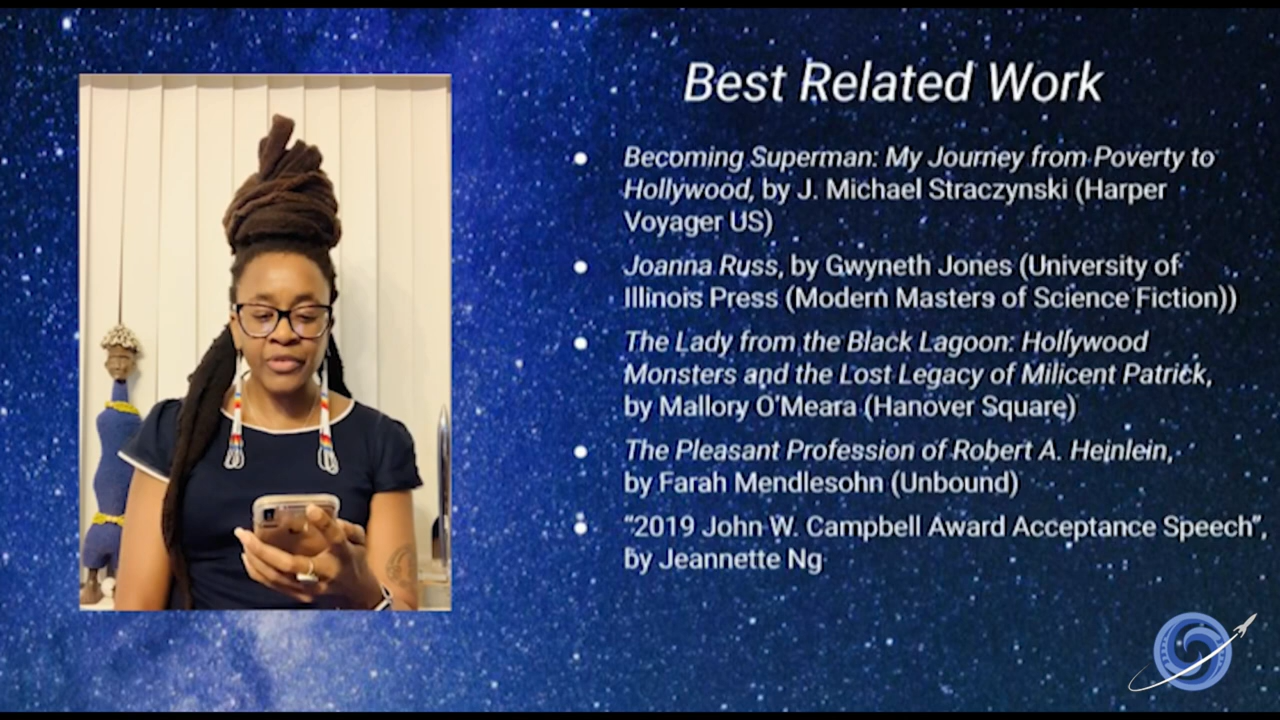 Best Related Work
● Becoming Superman: My Journey from Poverty to
Hollywood, by J. Michael Straczynski (Harper
Voyager US)
● Joanna Russ, by Gwyneth Jones (University of
Illinois Press (Modern Masters of Science Fiction))
● The Lady from the Black Lagoon: Hollywood
Monsters and the Lost Legacy of Milicent Patrick,
by Mallory O'Meara (Hanover Square)
● The Pleasant Profession of Robert A. Heinlein,
by Farah Mendlesohn (Unbound)
● “2019 John W. Campbell Award Acceptance Speech”,
by Jeannette Ng